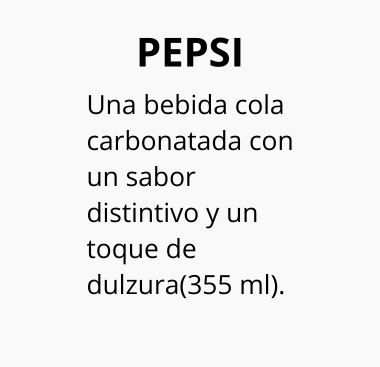 PEPSI
Una bebida cola
carbonatada con
un sabor
distintivo y un
toque de
dulzura(355 ml).